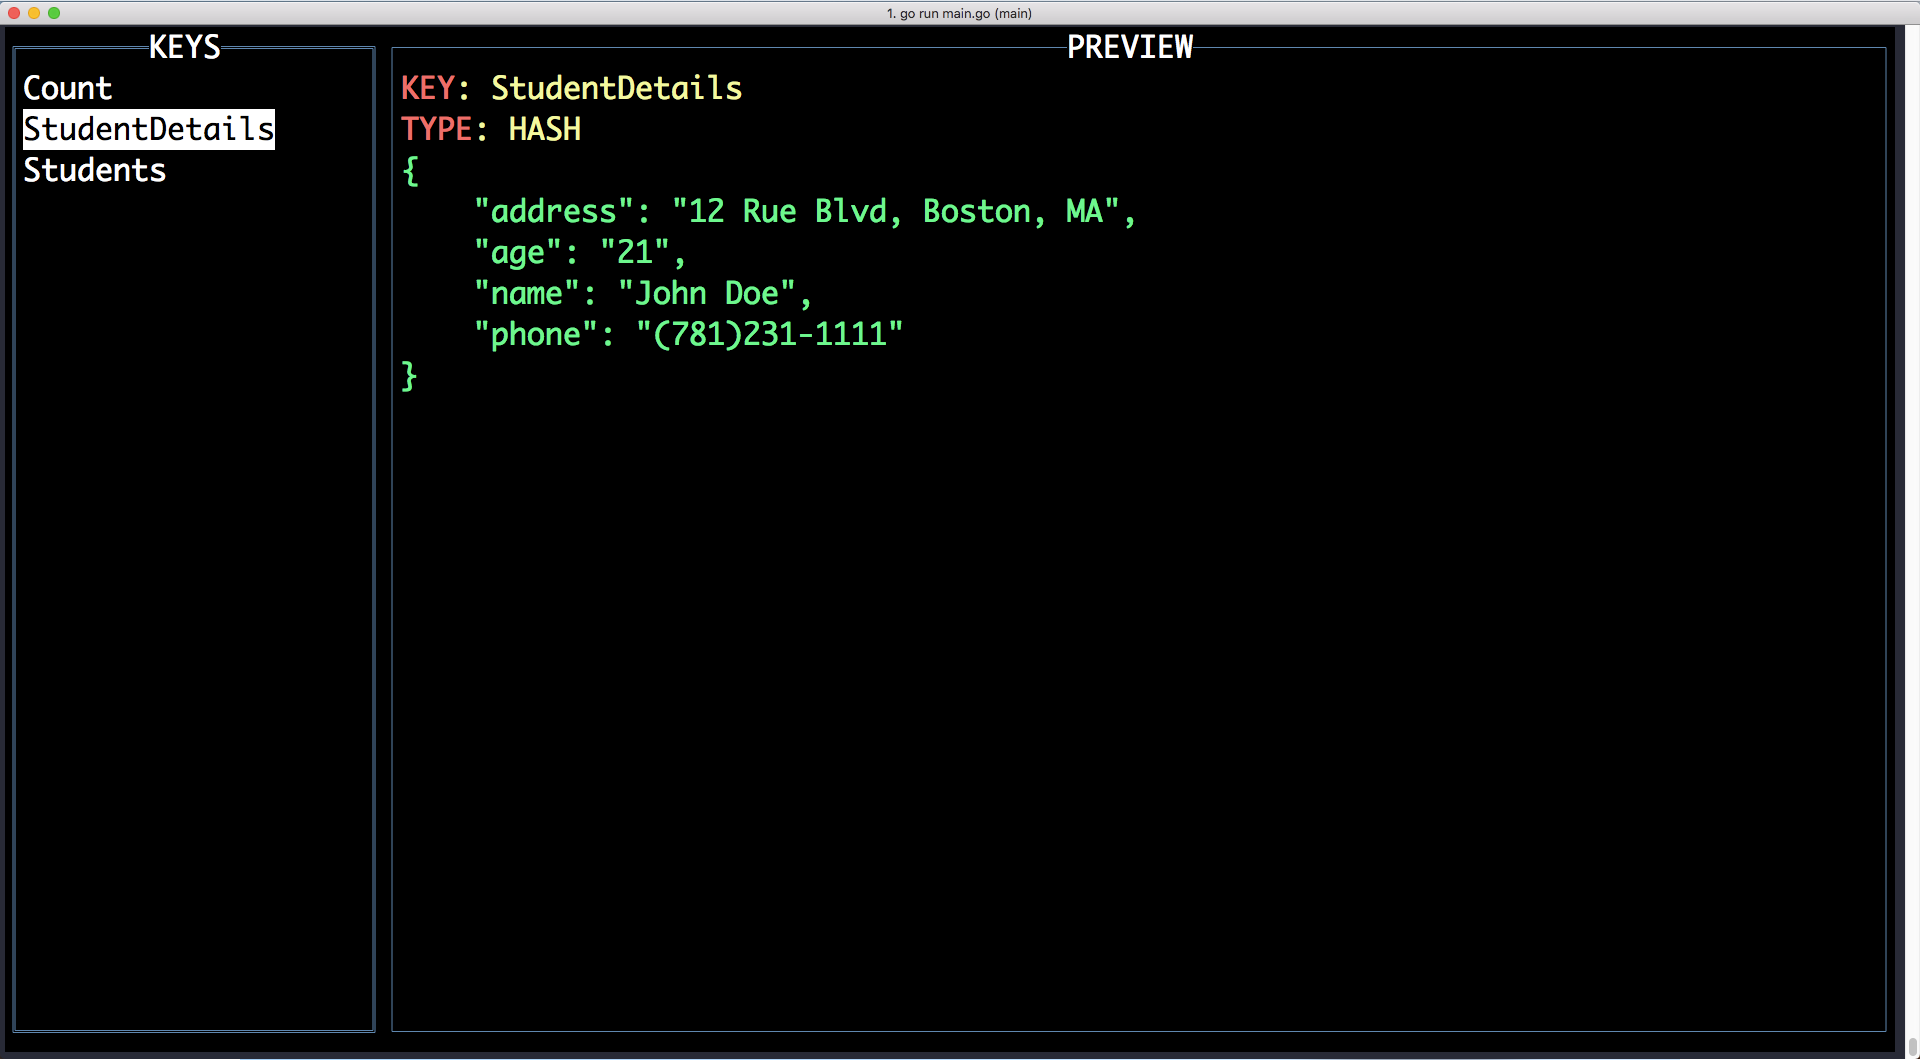 1. go run main.go (main)
KEYS
Count
StudentDetails
Students
PREVIEW
KEY: StudentDetails
TYPE: HASH
{
    "address": "12 Rue Blvd, Boston, MA",
    "age": "21",
    "name": "John Doe",
    "phone": "(781)231-1111"
}